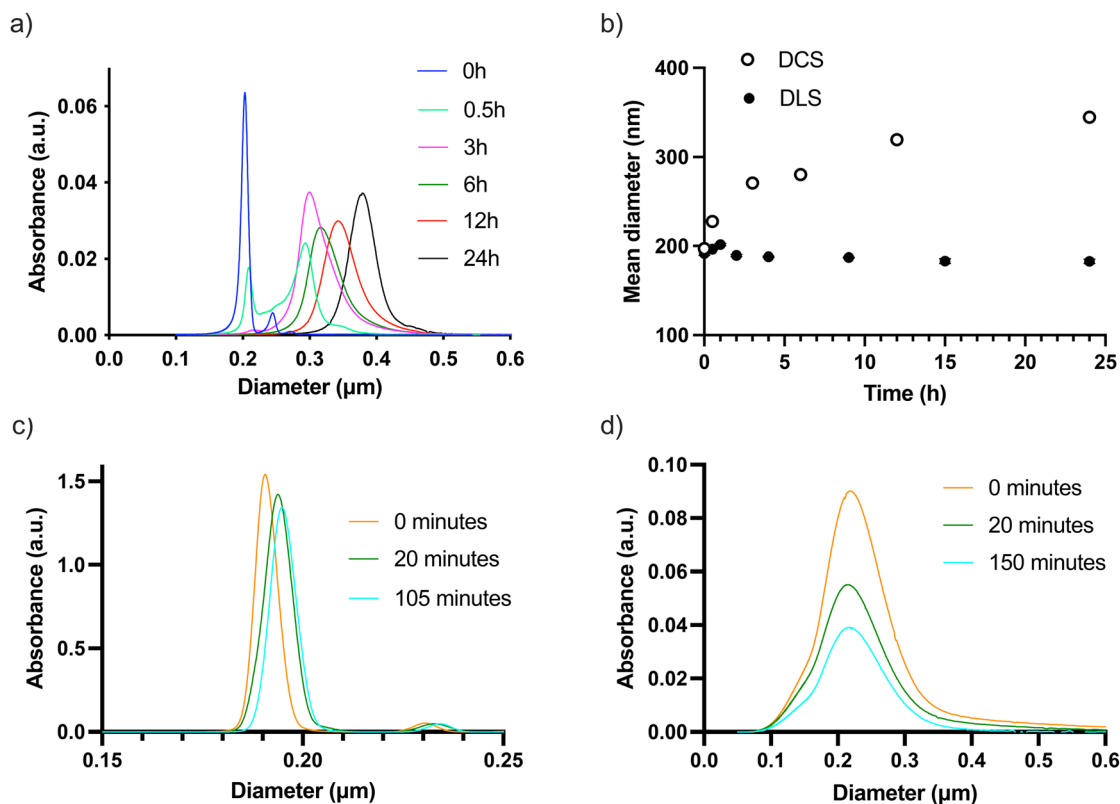 a)
0h
0.5h
3h
6h
12h
24h
Absorbance (a.u.)
0.06
0.04
0.02
0.00
0.0 0.1 0.2 0.3 0.4 0.5 0.6
Diameter (μm)
b)
DCS
DLS
Mean diameter (nm)
400
300
200
100
0 5 10 15 20 25
Time (h)
c)
0 minutes
20 minutes
105 minutes
Absorbance (a.u.)
1.5
1.0
0.5
0.0
0.15 0.20 0.25
Diameter (μm)
d)
0 minutes
20 minutes
150 minutes
Absorbance (a.u.)
0.10
0.08
0.06
0.04
0.02
0.00
0.0 0.1 0.2 0.3 0.4 0.5 0.6
Diameter (μm)